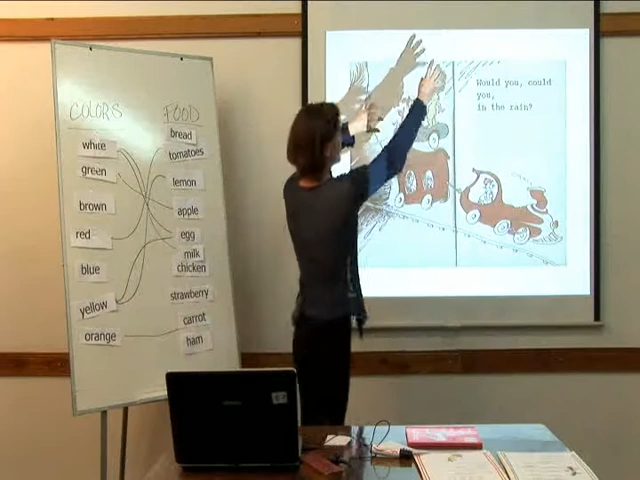 COLORS
white
green
brown
red
blue
yellow
orange
FOOD
bread
tomatoes
lemon
apple
egg
milk
chicken
strawberry
carrot
ham
Would you, could
you,
in the rain?